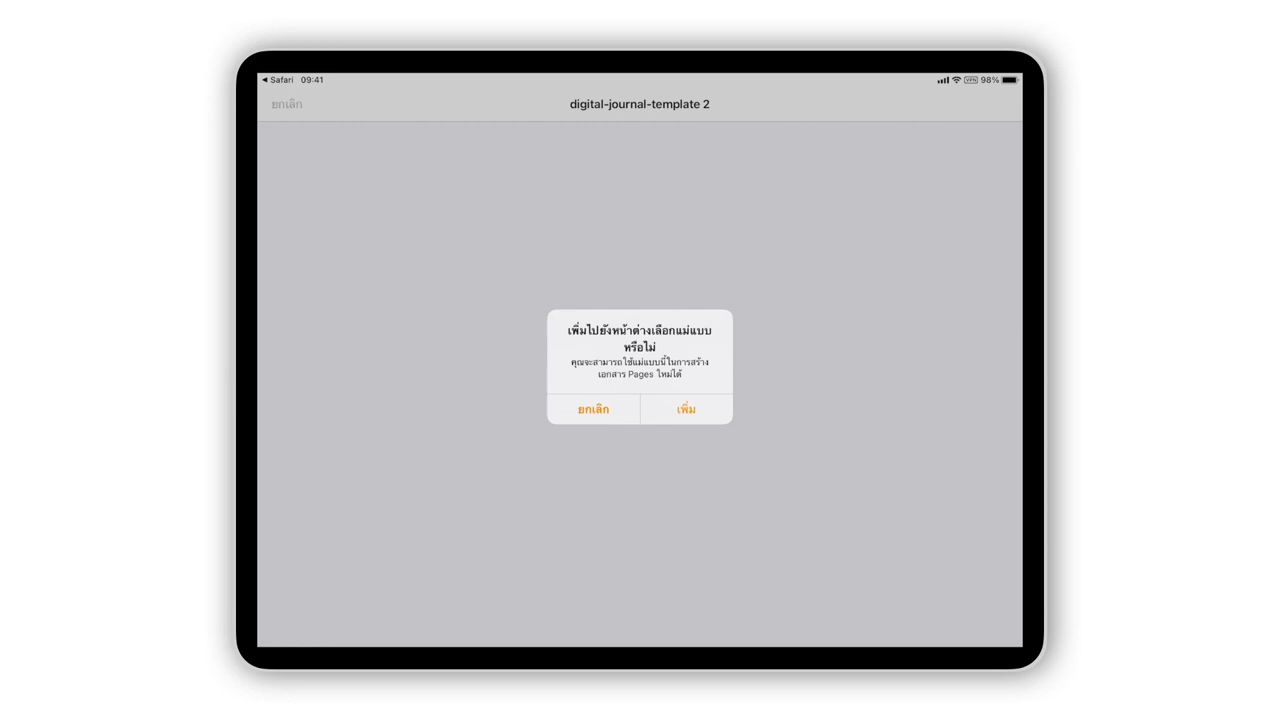 ◀ Safari 09:41 VPN 98%
ยกเลิก digital-journal-template 2
เพิ่มไปยังหน้าต่างเลือกแม่แบบ
หรือไม่
คุณจะสามารถใช้แม่แบบนี้ในการสร้าง
เอกสาร Pages ใหม่ได้
ยกเลิก เพิ่ม